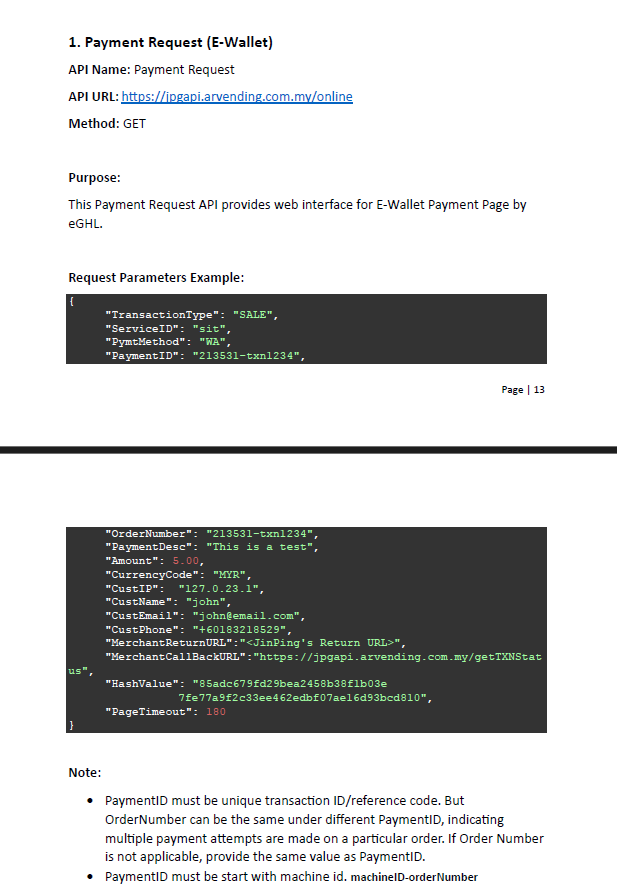 1. Payment Request (E-Wallet)
API Name: Payment Request
API URL: https://jpgapi.arvending.com.my/online
Method: GET
Purpose:
This Payment Request API provides web interface for E-Wallet Payment Page by
eGHL.
Request Parameters Example:
{
"TransactionType": "SALE",
"ServiceID": "sit",
"PymtMethod": "WA",
"PaymentID": "213531-txn1234",
Page | 13
"OrderNumber": "213531-txn1234",
"PaymentDesc": "This is a test",
"Amount": 5.00,
"CurrencyCode": "MYR",
"CustIP":  "127.0.23.1",
"CustName": "john",
"CustEmail": "john@email.com",
"CustPhone": "+60183218529",
"MerchantReturnURL":"<JinPing's Return URL>",
"MerchantCallBackURL":"https://jpgapi.arvending.com.my/getTXNStat
us",
"HashValue": "85adc679fd29bea2458b38f1b03e
7fe77a9f2c33ee462edbf07ae16d93bcd810",
"PageTimeout": 180
}
Note:
• PaymentID must be unique transaction ID/reference code. But
OrderNumber can be the same under different PaymentID, indicating
multiple payment attempts are made on a particular order. If Order Number
is not applicable, provide the same value as PaymentID.
• PaymentID must be start with machine id. machineID-orderNumber